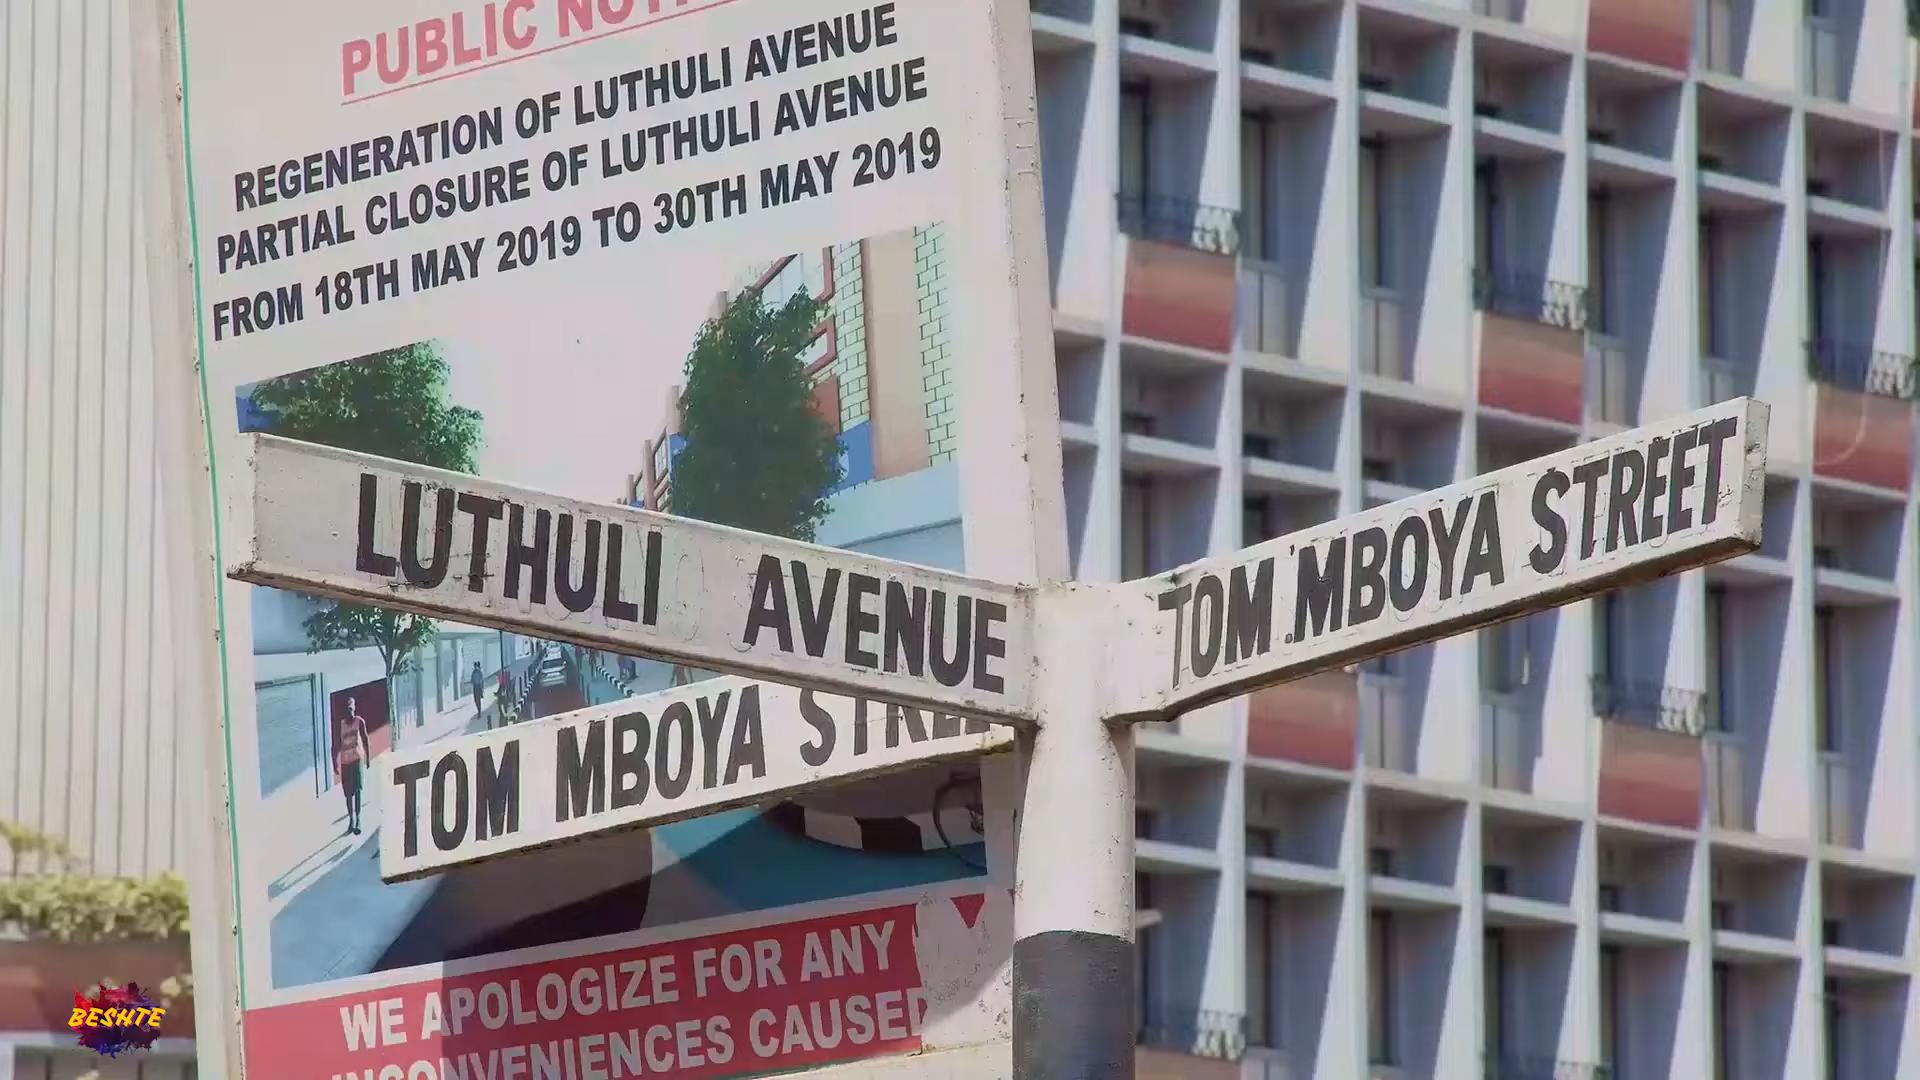 PUBLIC
REGENERATION OF LUTHULI AVENUE
PARTIAL CLOSURE OF LUTHULI AVENUE
FROM 18TH MAY 2019 TO 30TH MAY 2019
LUTHULI AVENUE
TOM MBOYA STREET
TOM MBOYA STREET
WE APOLOGIZE FOR ANY
INCONVENIENCES CAUSED
BESHTE